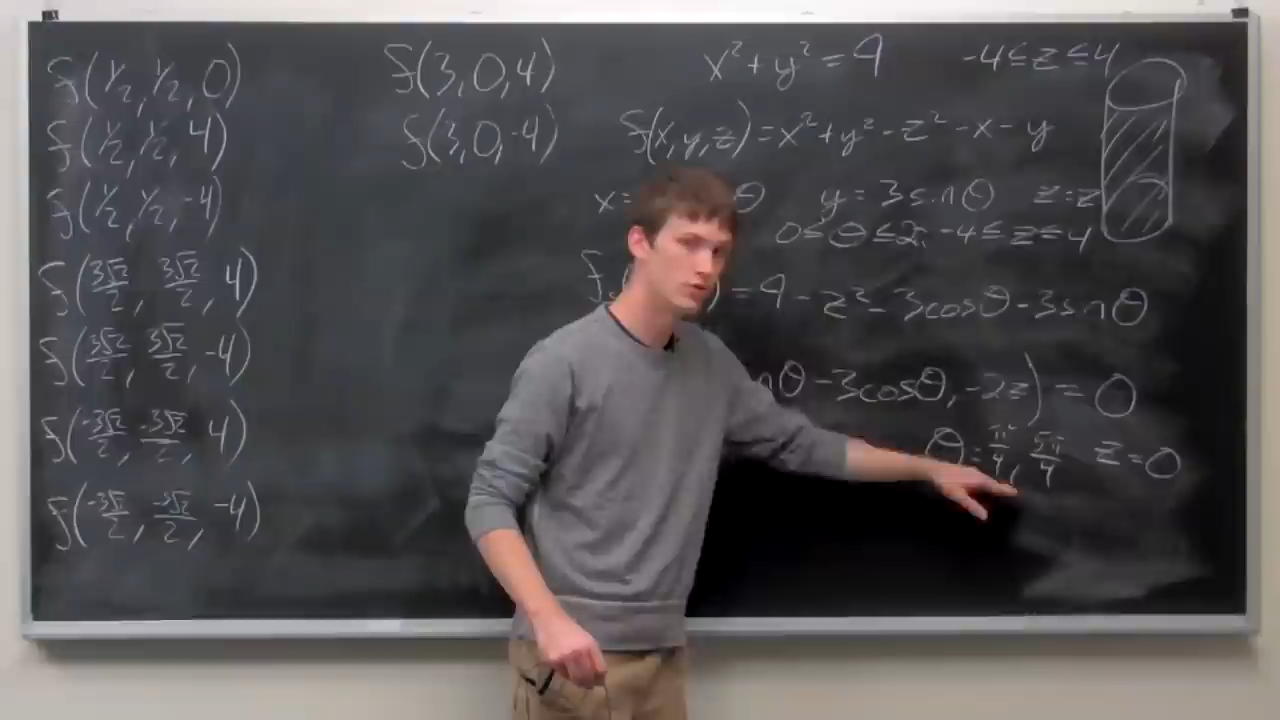 f(1/2, 1/2, 0)
f(1/2, 1/2, 4)
f(1/2, 1/2, -4)
f(3√2/2, 3√2/2, 4)
f(3√2/2, 3√2/2, -4)
f(-3√2/2, -3√2/2, 4)
f(-3√2/2, -3√2/2, -4)
f(3, 0, 4)
f(3, 0, -4)
x² + y² = 9 -4 ≤ z ≤ 4
f(x, y, z) = x² + y² - z² - x - y
x = θ y = 3 sin θ z = z
0 ≤ θ ≤ 2π -4 ≤ z ≤ 4
) = 9 - z² - 3cosθ - 3sinθ
nθ - 3cosθ, -2z) = 0
θ = π/4, 5π/4 z = 0